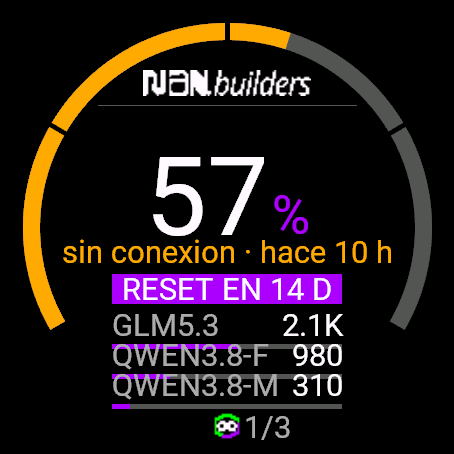 NaN.builders
57 %
sin conexion · hace 10 h
RESET EN 14 D
GLM5.3 2.1K
QWEN3.8-F 980
QWEN3.8-M 310
1/3